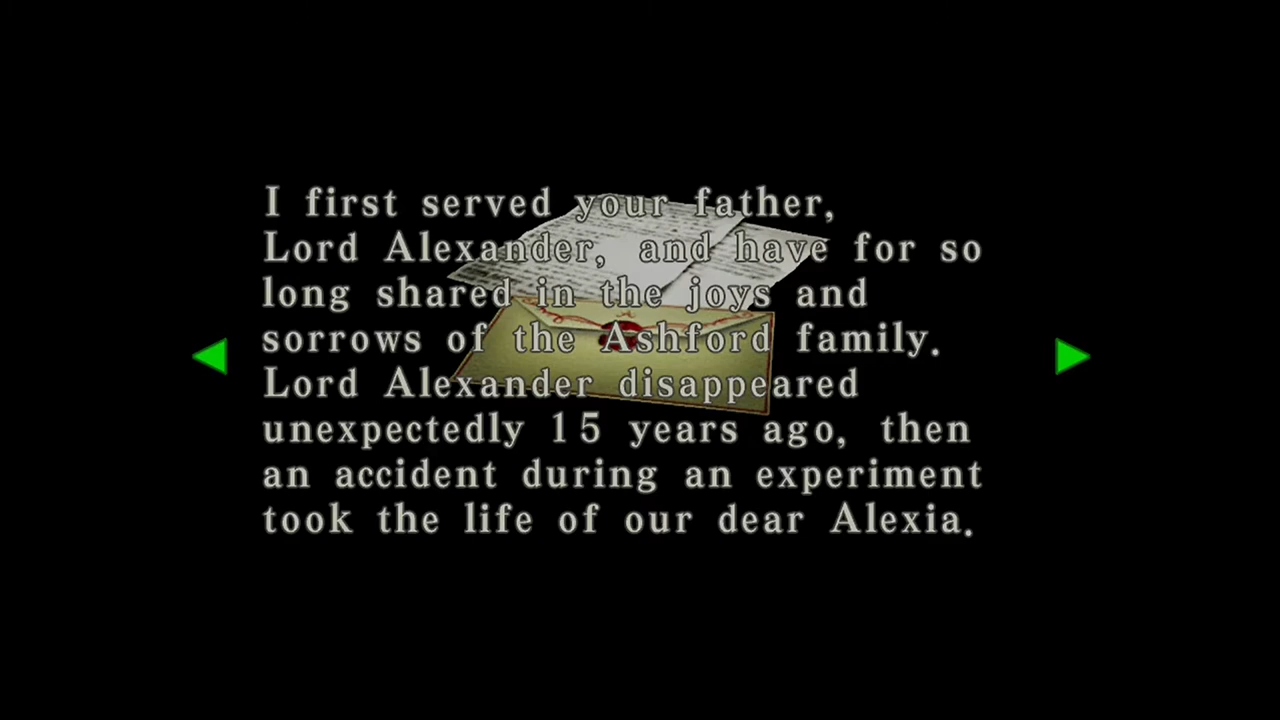 I first served your father,
Lord Alexander, and have for so
long shared in the joys and
sorrows of the Ashford family.
Lord Alexander disappeared
unexpectedly 15 years ago, then
an accident during an experiment
took the life of our dear Alexia.